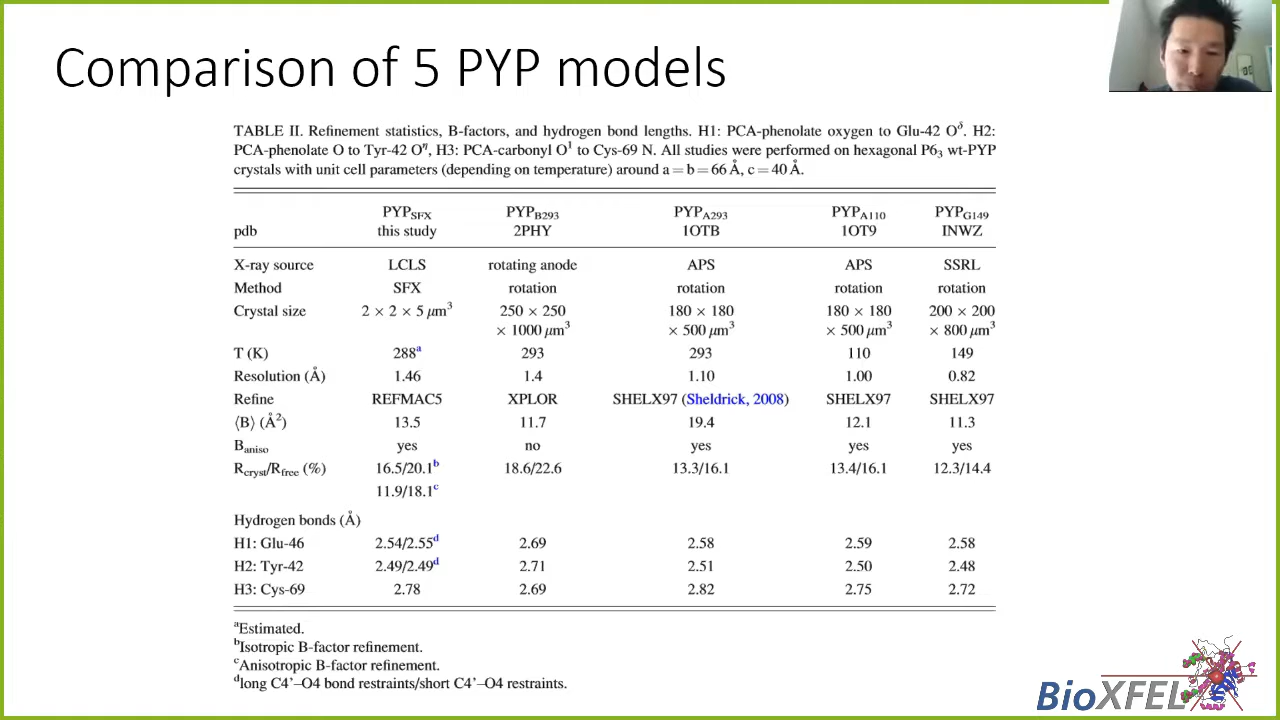 Comparison of 5 PYP models
TABLE II. Refinement statistics, B-factors, and hydrogen bond lengths. H1: PCA-phenolate oxygen to Glu-42 Oᵟ. H2:
PCA-phenolate O to Tyr-42 Oη, H3: PCA-carbonyl O¹ to Cys-69 N. All studies were performed on hexagonal P6₃ wt-PYP
crystals with unit cell parameters (depending on temperature) around a = b = 66 Å, c = 40 Å.
PYP_SFX PYP_B293 PYP_A293 PYP_A110 PYP_G149
pdb this study 2PHY 1OTB 1OT9 INWZ
X-ray source LCLS rotating anode APS APS SSRL
Method SFX rotation rotation rotation rotation
Crystal size 2 × 2 × 5 μm³ 250 × 250 180 × 180 180 × 180 200 × 200
× 1000 μm³ × 500 μm³ × 500 μm³ × 800 μm³
T (K) 288ᵃ 293 293 110 149
Resolution (Å) 1.46 1.4 1.10 1.00 0.82
Refine REFMAC5 XPLOR SHELX97 (Sheldrick, 2008) SHELX97 SHELX97
⟨B⟩ (Å²) 13.5 11.7 19.4 12.1 11.3
B_aniso yes no yes yes yes
R_cryst/R_free (%) 16.5/20.1ᵇ 18.6/22.6 13.3/16.1 13.4/16.1 12.3/14.4
11.9/18.1ᶜ
Hydrogen bonds (Å)
H1: Glu-46 2.54/2.55ᵈ 2.69 2.58 2.59 2.58
H2: Tyr-42 2.49/2.49ᵈ 2.71 2.51 2.50 2.48
H3: Cys-69 2.78 2.69 2.82 2.75 2.72
ᵃEstimated.
ᵇIsotropic B-factor refinement.
ᶜAnisotropic B-factor refinement.
ᵈlong C4’–O4 bond restraints/short C4’–O4 restraints.
BioXFEL